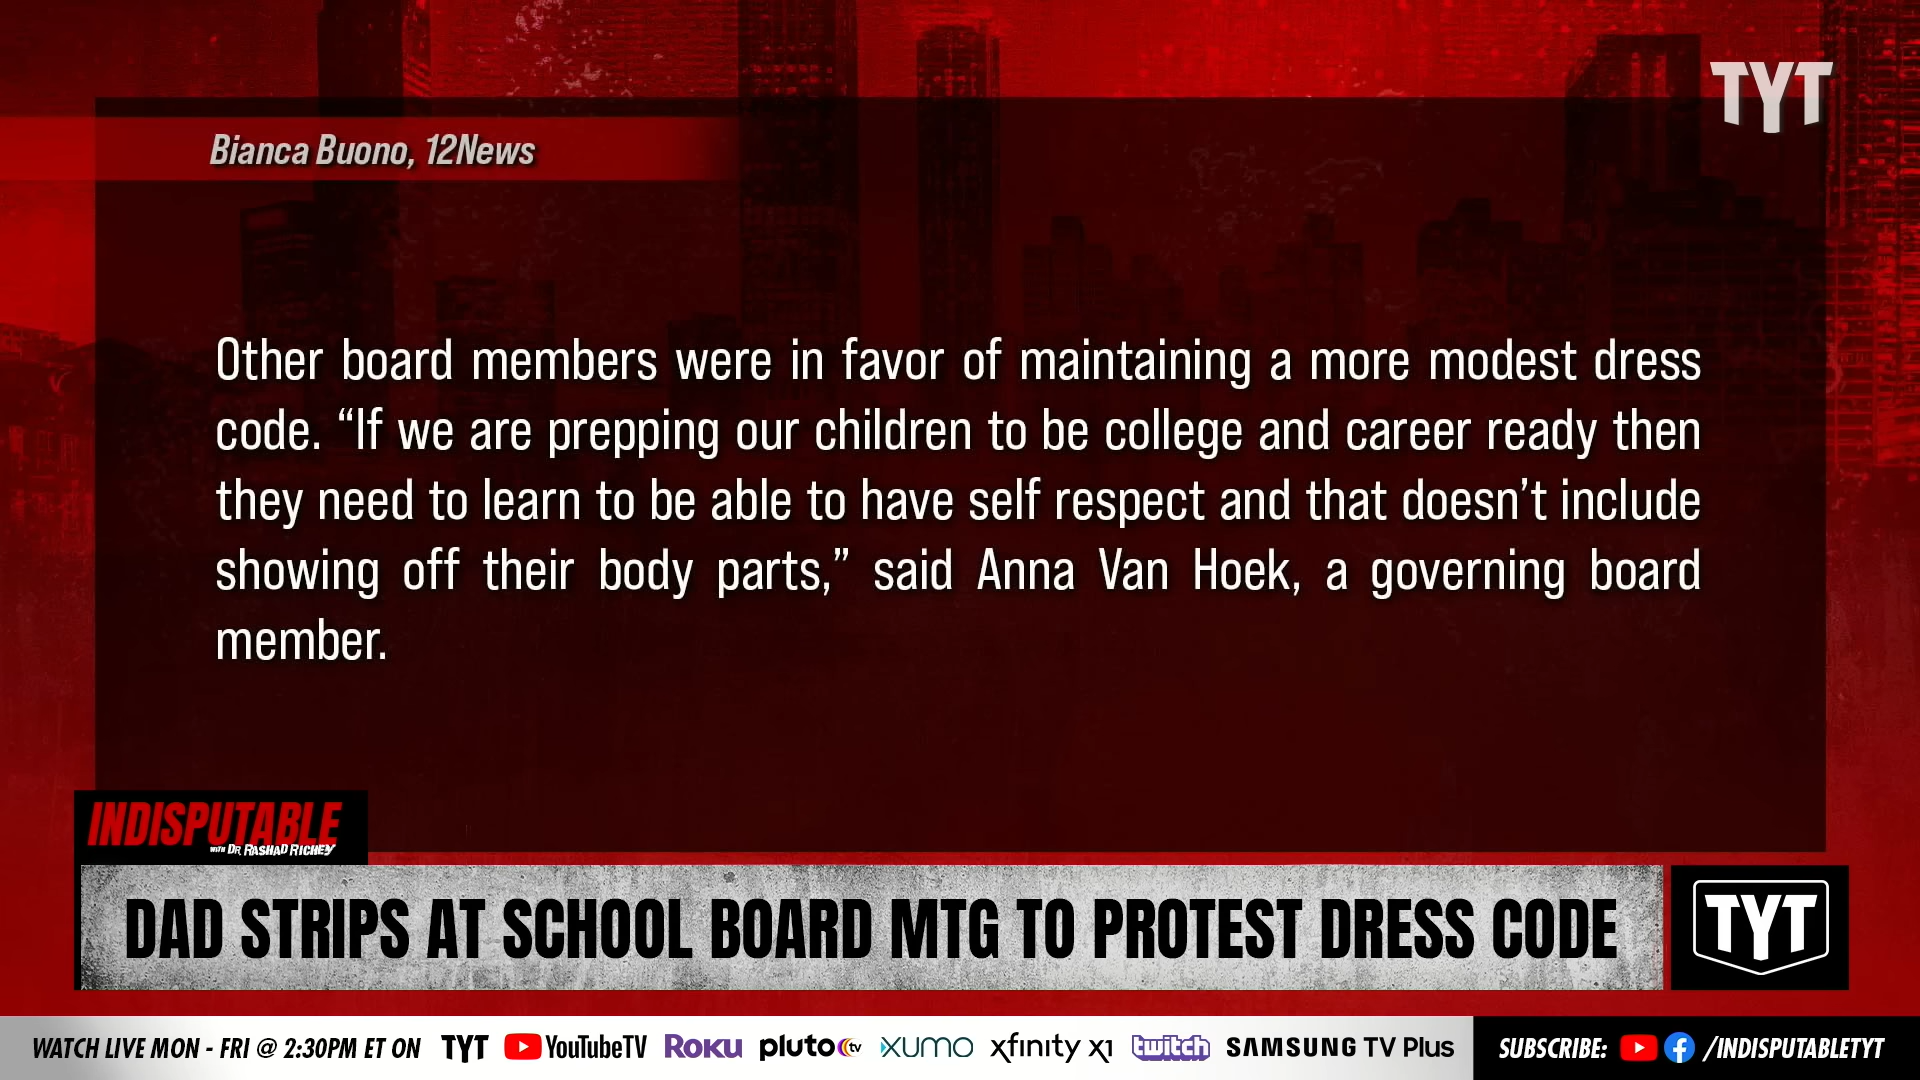 TYT
Bianca Buono, 12News
Other board members were in favor of maintaining a more modest dress
code. “If we are prepping our children to be college and career ready then
they need to learn to be able to have self respect and that doesn’t include
showing off their body parts,” said Anna Van Hoek, a governing board
member.
INDISPUTABLE
WITH DR RASHAD RICHEY
DAD STRIPS AT SCHOOL BOARD MTG TO PROTEST DRESS CODE
TYT
WATCH LIVE MON - FRI @ 2:30PM ET ON TYT YouTubeTV ROKU pluto tv XUMO xfinity x1 twitch SAMSUNG TV Plus SUBSCRIBE: /INDISPUTABLETYT